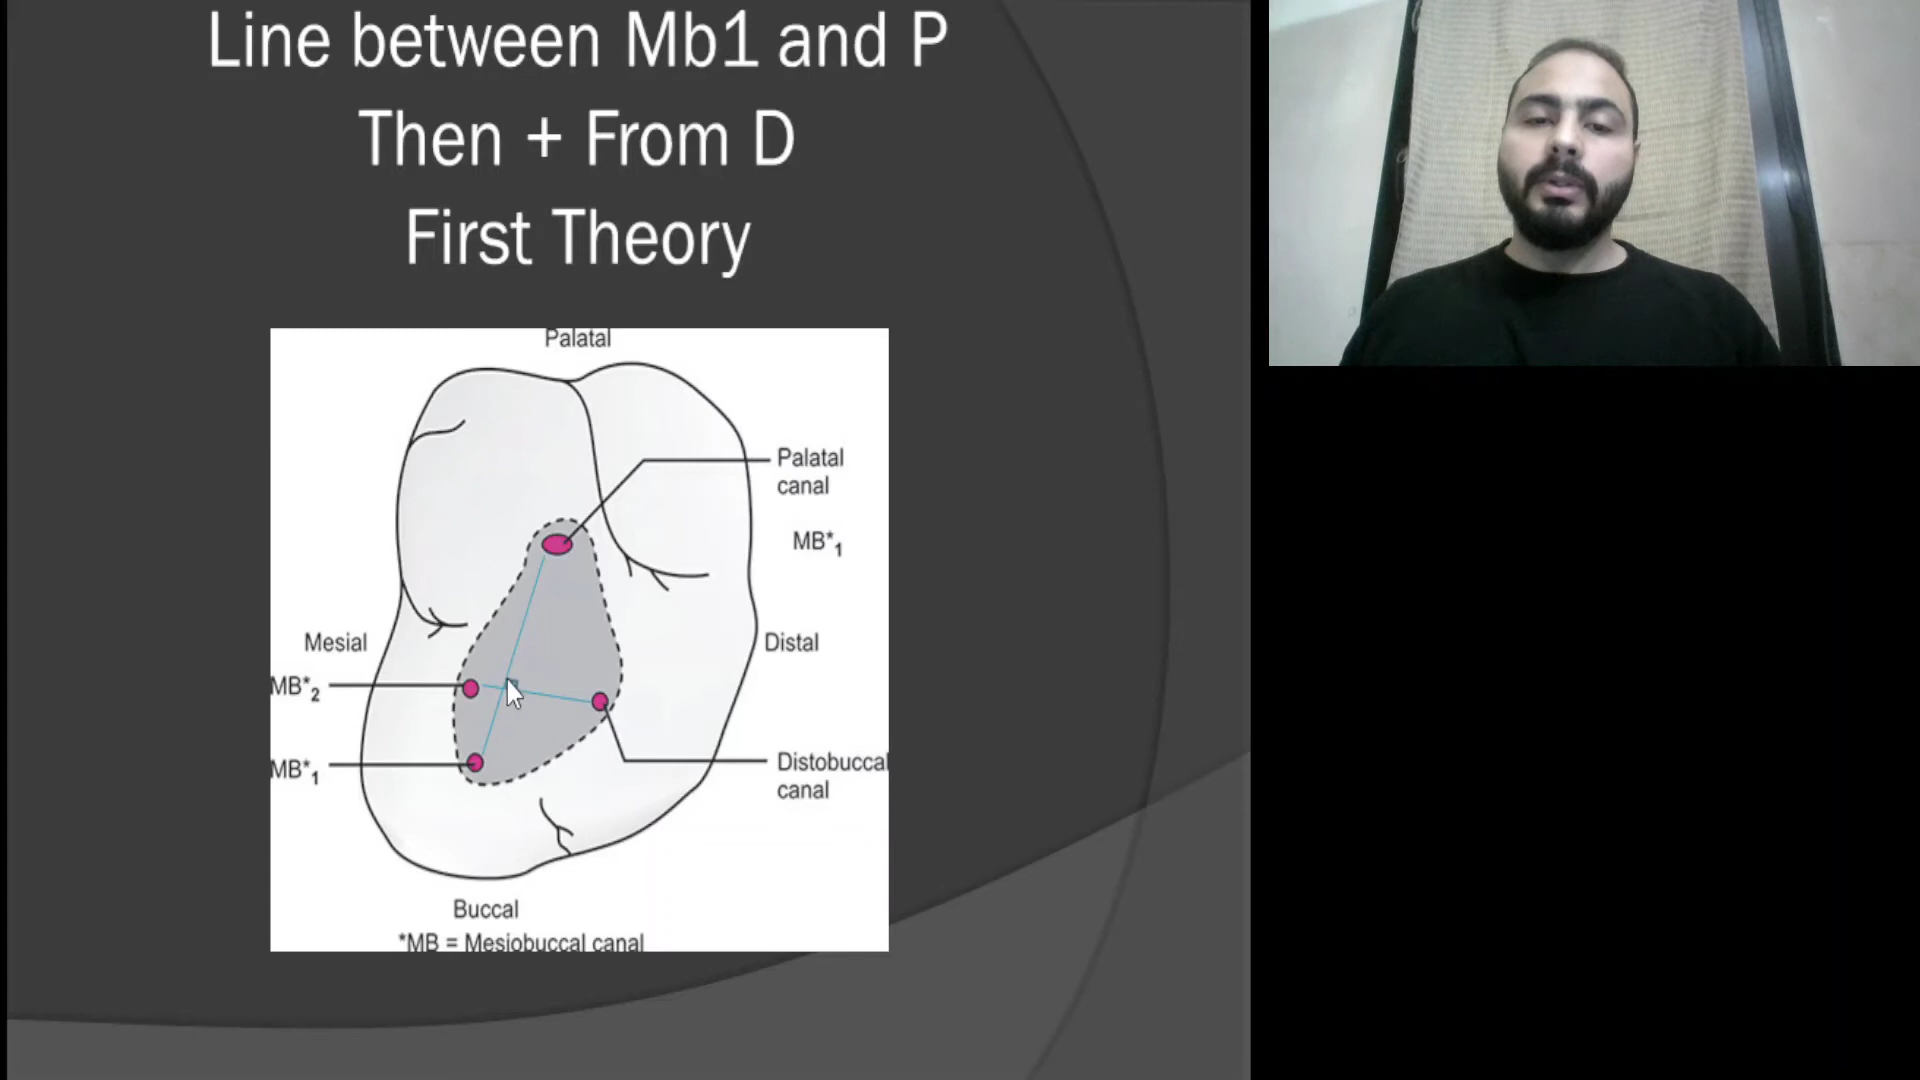 Line between Mb1 and P
Then + From D
First Theory
Palatal
Palatal
canal
MB*1
Mesial
Distal
MB*2
MB*1
Distobuccal
canal
Buccal
*MB = Mesiobuccal canal